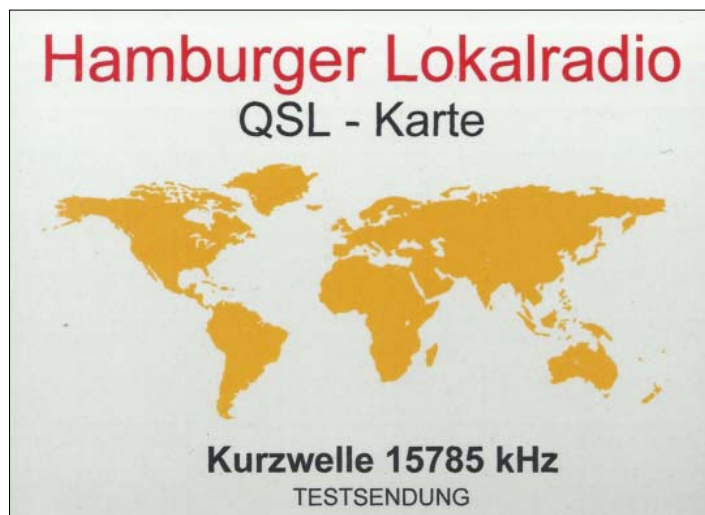 Hamburger Lokalradio
QSL - Karte
Kurzwelle 15785 kHz
TESTSENDUNG